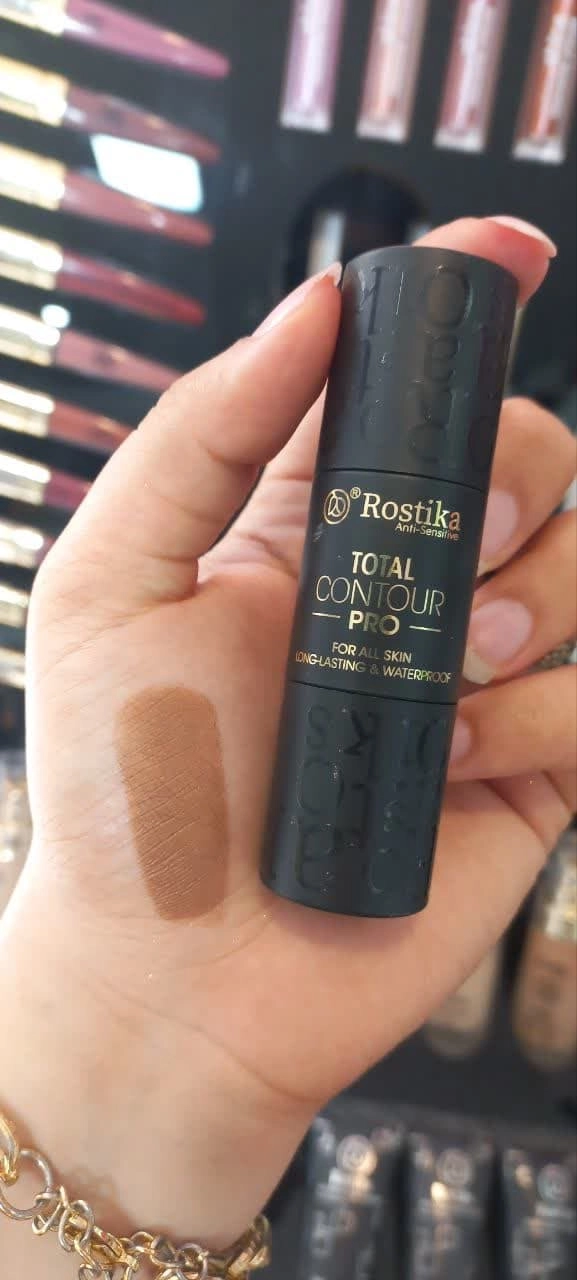 ® Rostika
Anti-Sensitive
TOTAL
CONTOUR
PRO
FOR ALL SKIN
LONG-LASTING & WATERPROOF